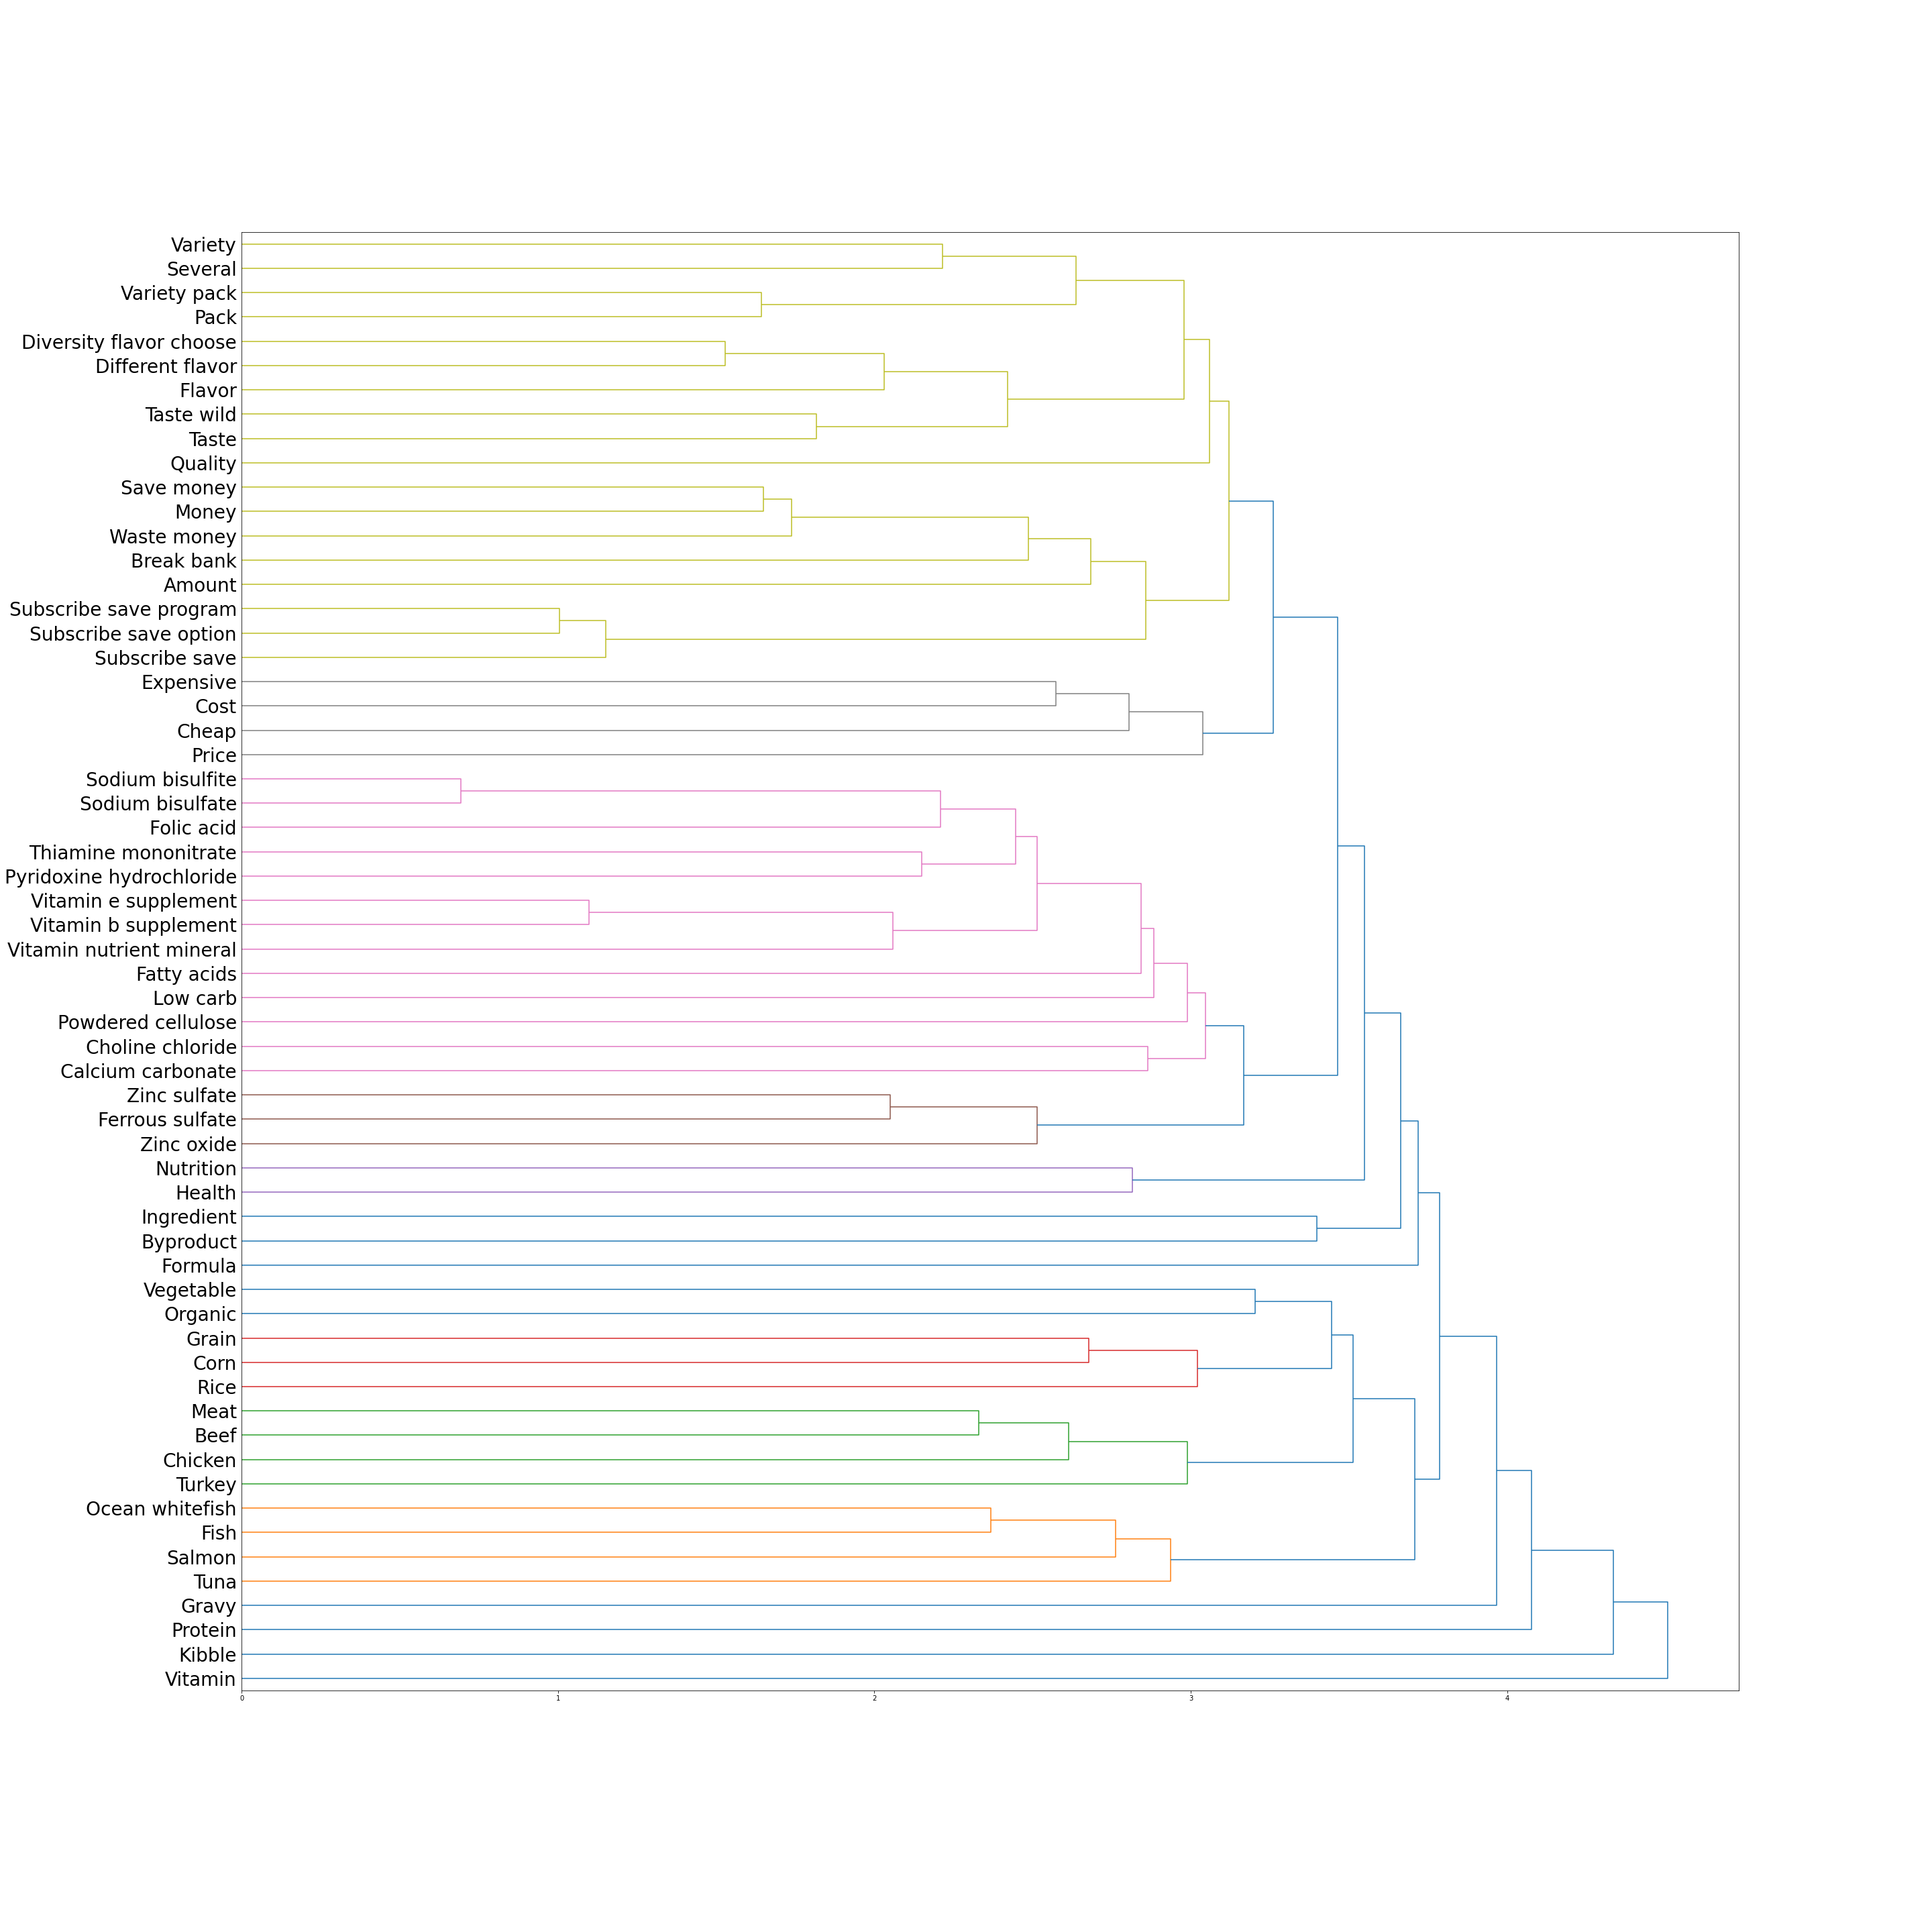 Variety
Several
Variety pack
Pack
Diversity flavor choose
Different flavor
Flavor
Taste wild
Taste
Quality
Save money
Money
Waste money
Break bank
Amount
Subscribe save program
Subscribe save option
Subscribe save
Expensive
Cost
Cheap
Price
Sodium bisulfite
Sodium bisulfate
Folic acid
Thiamine mononitrate
Pyridoxine hydrochloride
Vitamin e supplement
Vitamin b supplement
Vitamin nutrient mineral
Fatty acids
Low carb
Powdered cellulose
Choline chloride
Calcium carbonate
Zinc sulfate
Ferrous sulfate
Zinc oxide
Nutrition
Health
Ingredient
Byproduct
Formula
Vegetable
Organic
Grain
Corn
Rice
Meat
Beef
Chicken
Turkey
Ocean whitefish
Fish
Salmon
Tuna
Gravy
Protein
Kibble
Vitamin
0 1 2 3 4